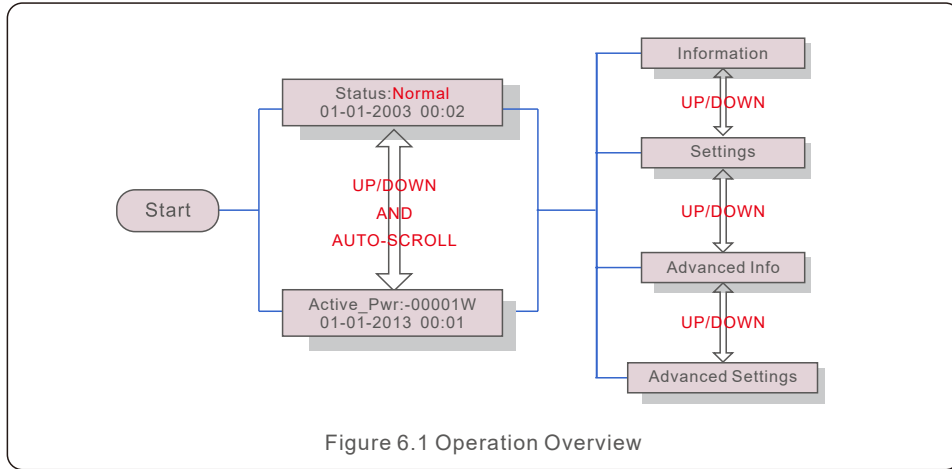 Start
Status:Normal
01-01-2003 00:02
UP/DOWN
AND
AUTO-SCROLL
Active_Pwr:-00001W
01-01-2013 00:01
Information
UP/DOWN
Settings
UP/DOWN
Advanced Info
UP/DOWN
Advanced Settings
Figure 6.1 Operation Overview